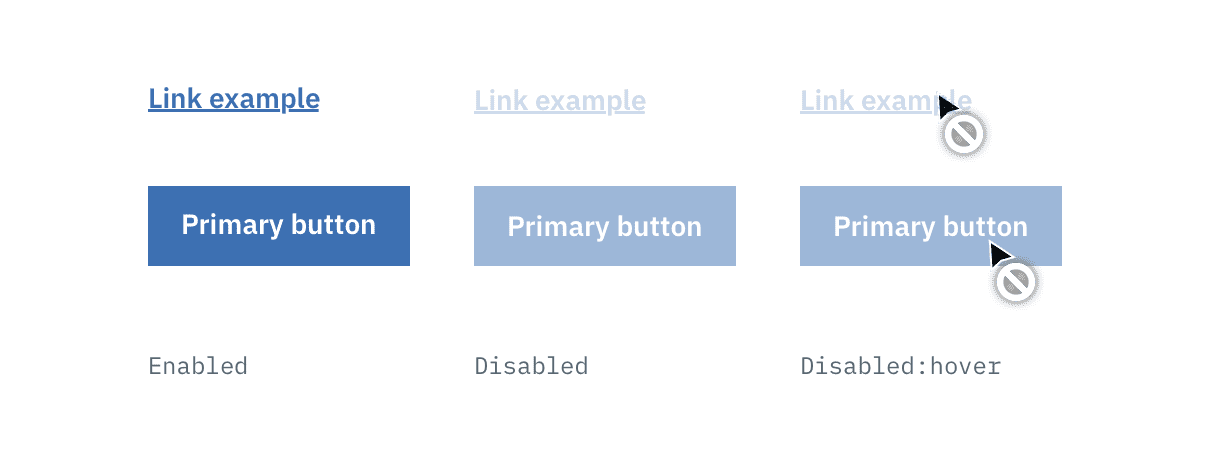 Link example
Link example
Link example
Primary button
Primary button
Primary button
Enabled
Disabled
Disabled:hover